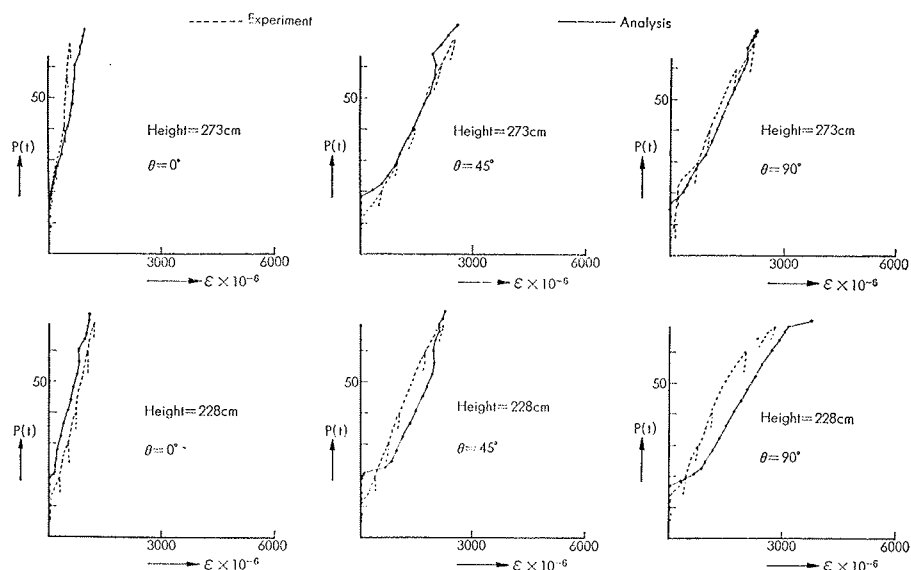 Experiment
Analysis
50
P(t)
Height=273cm
θ=0°
3000
6000
ε×10⁻⁶
Height=273cm
θ=45°
3000
6000
ε×10⁻⁶
50
P(t)
Height=273cm
θ=90°
3000
6000
ε×10⁻⁶
50
P(t)
Height=228cm
θ=0°
3000
6000
ε×10⁻⁶
50
P(t)
Height=228cm
θ=45°
3000
6000
ε×10⁻⁶
50
P(t)
Height=228cm
θ=90°
3000
6000
ε×10⁻⁶
50
P(t)